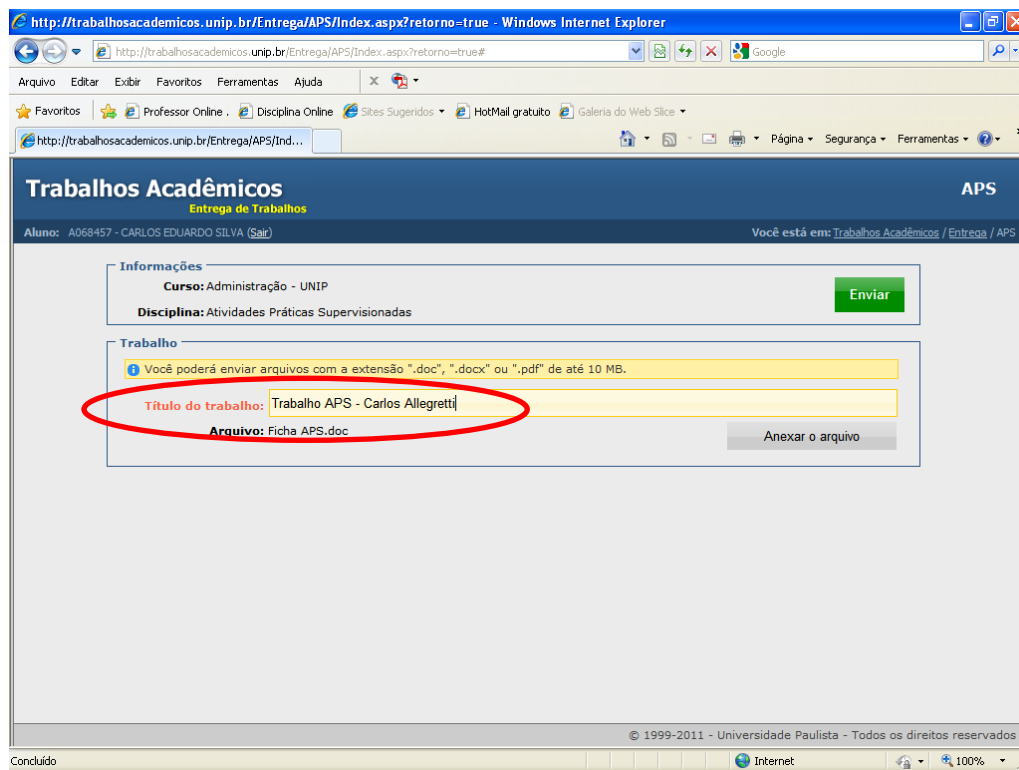 http://trabalhosacademicos.unip.br/Entrega/APS/Index.aspx?retorno=true - Windows Internet Explorer
http://trabalhosacademicos.unip.br/Entrega/APS/Index.aspx?retorno=true#
Google
Arquivo Editar Exibir Favoritos Ferramentas Ajuda x
Favoritos Professor Online . Disciplina Online Sites Sugeridos HotMail gratuito Galeria do Web Slice
http://trabalhosacademicos.unip.br/Entrega/APS/Ind... Página Segurança Ferramentas
Trabalhos Acadêmicos APS
Entrega de Trabalhos
Aluno: A068457 - CARLOS EDUARDO SILVA (Sair) Você está em: Trabalhos Acadêmicos / Entrega / APS
Informações
Curso: Administração - UNIP
Enviar
Disciplina: Atividades Práticas Supervisionadas
Trabalho
Você poderá enviar arquivos com a extensão ".doc", ".docx" ou ".pdf" de até 10 MB.
Título do trabalho: Trabalho APS - Carlos Allegretti
Arquivo: Ficha APS.doc
Anexar o arquivo
© 1999-2011 - Universidade Paulista - Todos os direitos reservados
Concluído Internet 100%